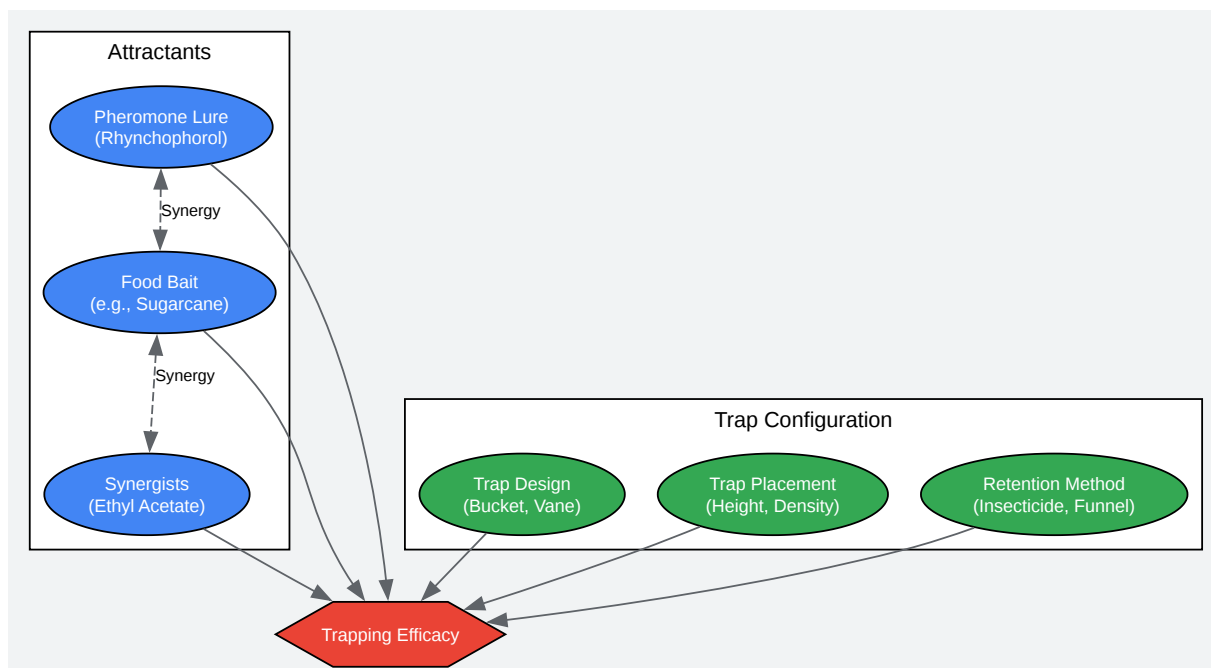 Attractants
Pheromone Lure
(Rhynchophorol)
Synergy
Food Bait
(e.g., Sugarcane)
Synergy
Synergists
(Ethyl Acetate)
Trap Configuration
Trap Design
(Bucket, Vane)
Trap Placement
(Height, Density)
Retention Method
(Insecticide, Funnel)
Trapping Efficacy